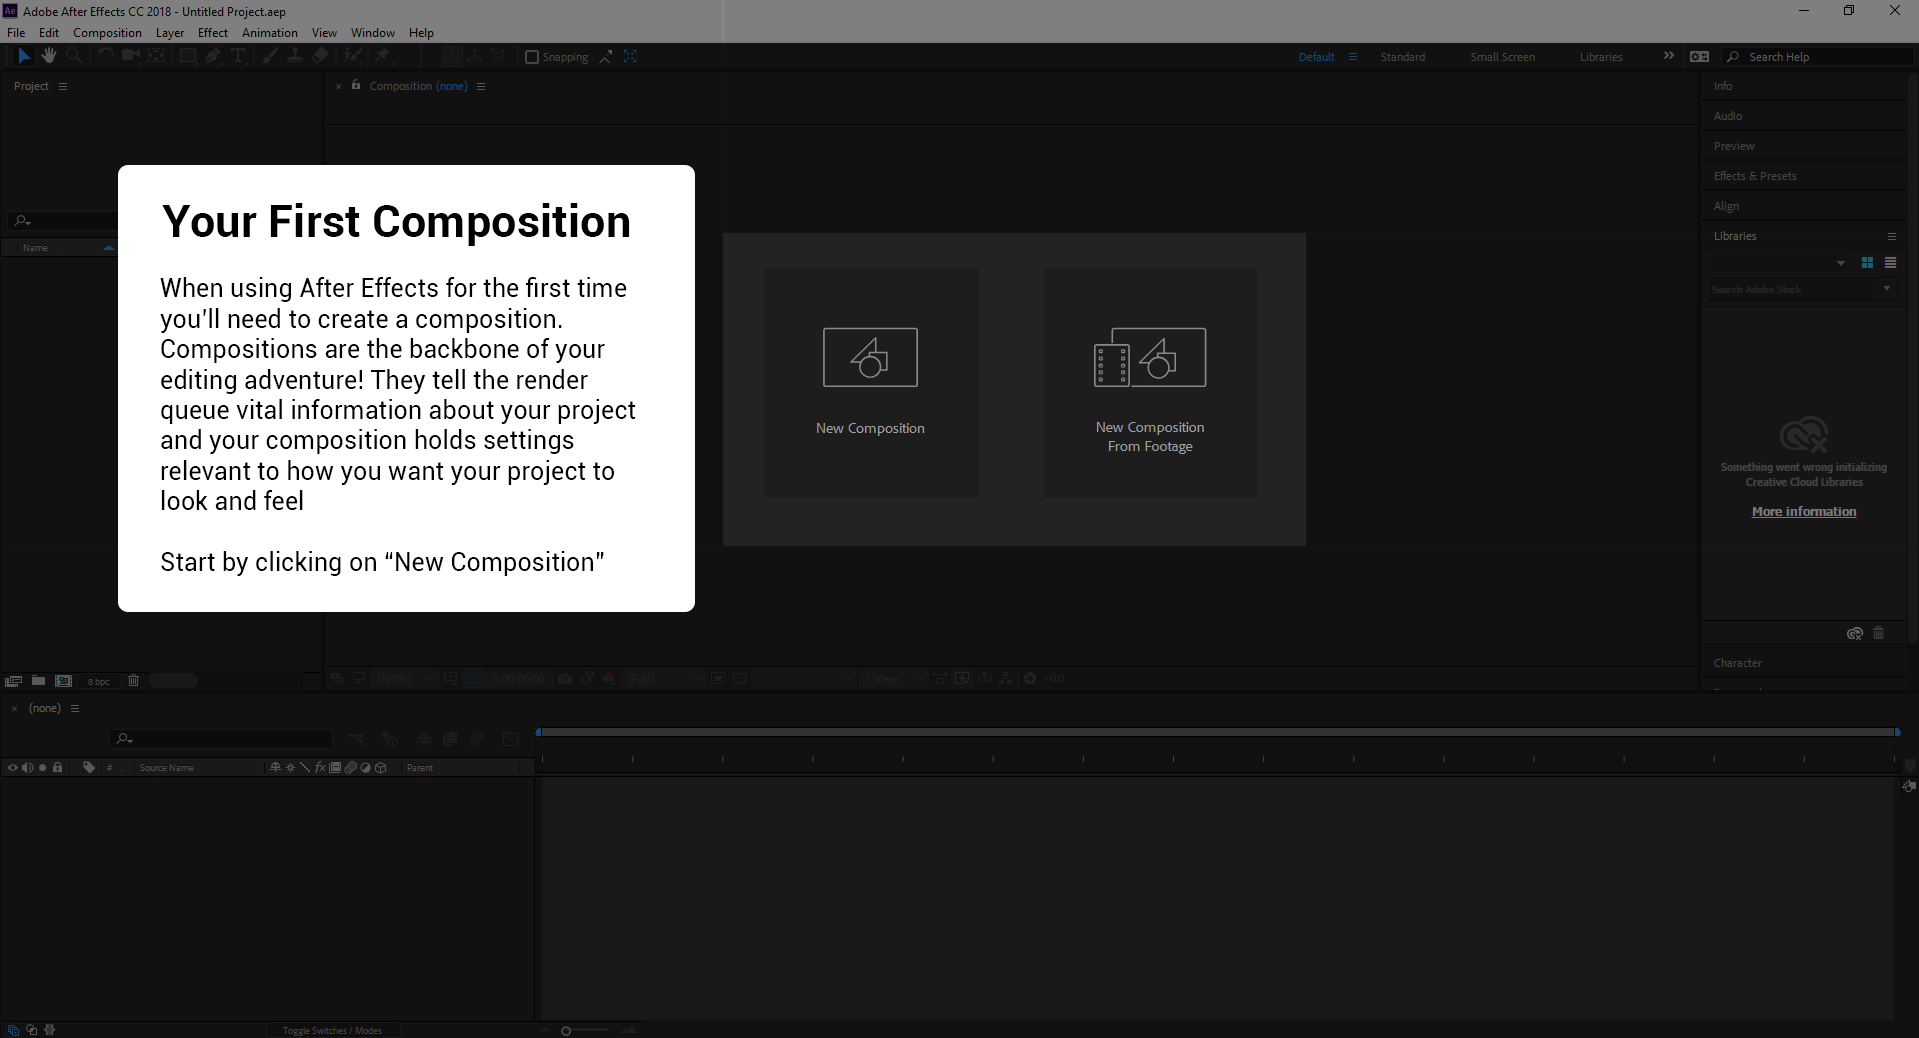 Adobe After Effects CC 2018 - Untitled Project.aep
File Edit Composition Layer Effect Animation View Window Help
Snapping
Default Standard Small Screen Libraries
Search Help
Project
Composition (none)
Info
Audio
Preview
Effects & Presets
Align
Libraries
Search Adobe Stock
Name
Your First Composition
When using After Effects for the first time
you'll need to create a composition.
Compositions are the backbone of your
editing adventure! They tell the render
queue vital information about your project
and your composition holds settings
relevant to how you want your project to
look and feel
Start by clicking on “New Composition”
New Composition
New Composition
From Footage
Something went wrong initializing
Creative Cloud Libraries
More information
Character
8 bpc
(100%) 0:00:00:00 (Full) 1 View +0.0
(none)
# Source Name fx Parent
Toggle Switches / Modes